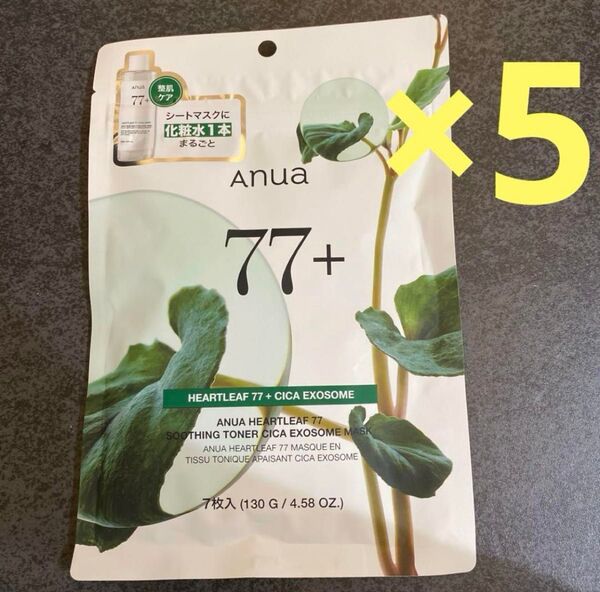 Anua
77+
整肌
ケア
シートマスクに
化粧水1本
まるごと
×5
Anua
77+
HEARTLEAF 77 + CICA EXOSOME
ANUA HEARTLEAF 77
SOOTHING TONER CICA EXOSOME MASK
ANUA HEARTLEAF 77 MASQUE EN
TISSU TONIQUE APAISANT CICA EXOSOME
7枚入 (130 G / 4.58 OZ.)